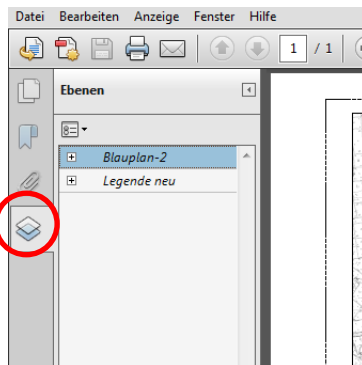 Datei Bearbeiten Anzeige Fenster Hilfe
1 / 1
Ebenen
Blauplan-2
Legende neu